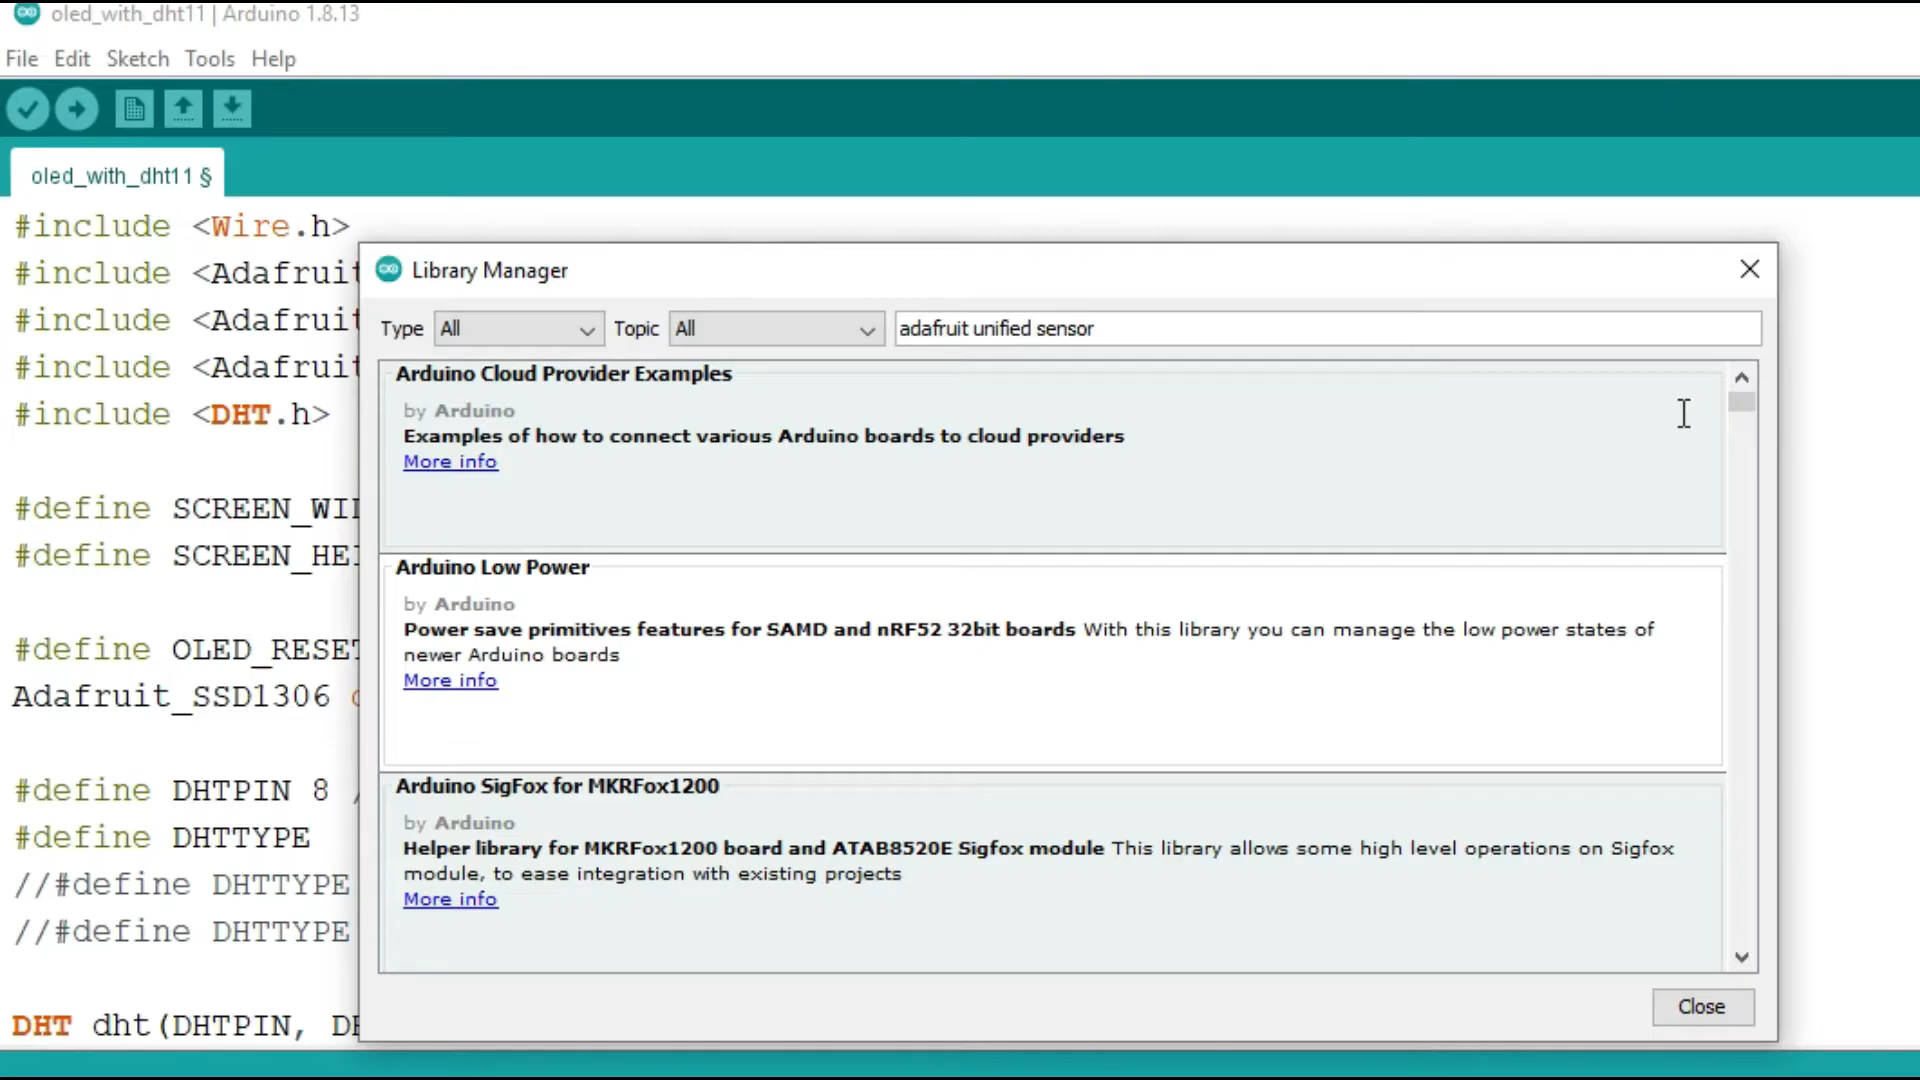 oled_with_dht11 | Arduino 1.8.13
File Edit Sketch Tools Help
oled_with_dht11 §
#include <Wire.h>
#include <Adafruit
#include <Adafruit
#include <Adafruit
#include <DHT.h>
#define SCREEN_WID
#define SCREEN_HEI
#define OLED_RESET
Adafruit_SSD1306
#define DHTPIN 8 /
#define DHTTYPE
//#define DHTTYPE
//#define DHTTYPE
DHT dht(DHTPIN, DH
Library Manager
Type All Topic All adafruit unified sensor
Arduino Cloud Provider Examples
by Arduino
Examples of how to connect various Arduino boards to cloud providers
More info
Arduino Low Power
by Arduino
Power save primitives features for SAMD and nRF52 32bit boards With this library you can manage the low power states of
newer Arduino boards
More info
Arduino SigFox for MKRFox1200
by Arduino
Helper library for MKRFox1200 board and ATAB8520E Sigfox module This library allows some high level operations on Sigfox
module, to ease integration with existing projects
More info
Close